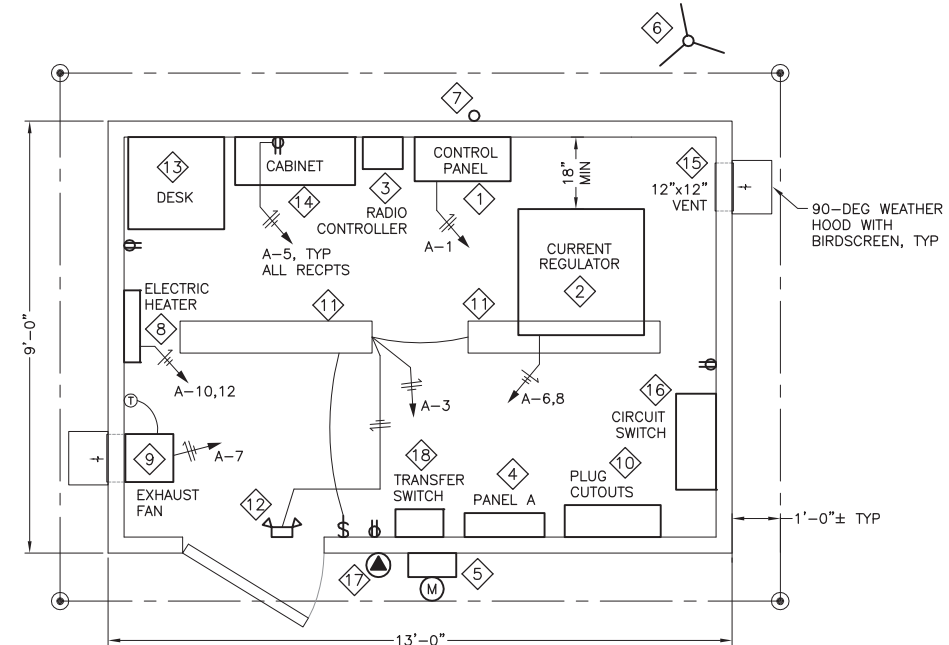 6
7
13
DESK
CABINET
14
3
RADIO
CONTROLLER
CONTROL
PANEL
1
18"
MIN
15
12"x12"
VENT
90-DEG WEATHER
HOOD WITH
BIRDSCREEN, TYP
A-5, TYP
ALL RECPTS
A-1
CURRENT
REGULATOR
2
ELECTRIC
HEATER
8
11
11
9'-0"
A-10,12
A-3
A-6,8
T
16
CIRCUIT
SWITCH
9
A-7
EXHAUST
FAN
18
TRANSFER
SWITCH
4
PANEL A
10
PLUG
CUTOUTS
12
S
1'-0"± TYP
17
5
M
13'-0"